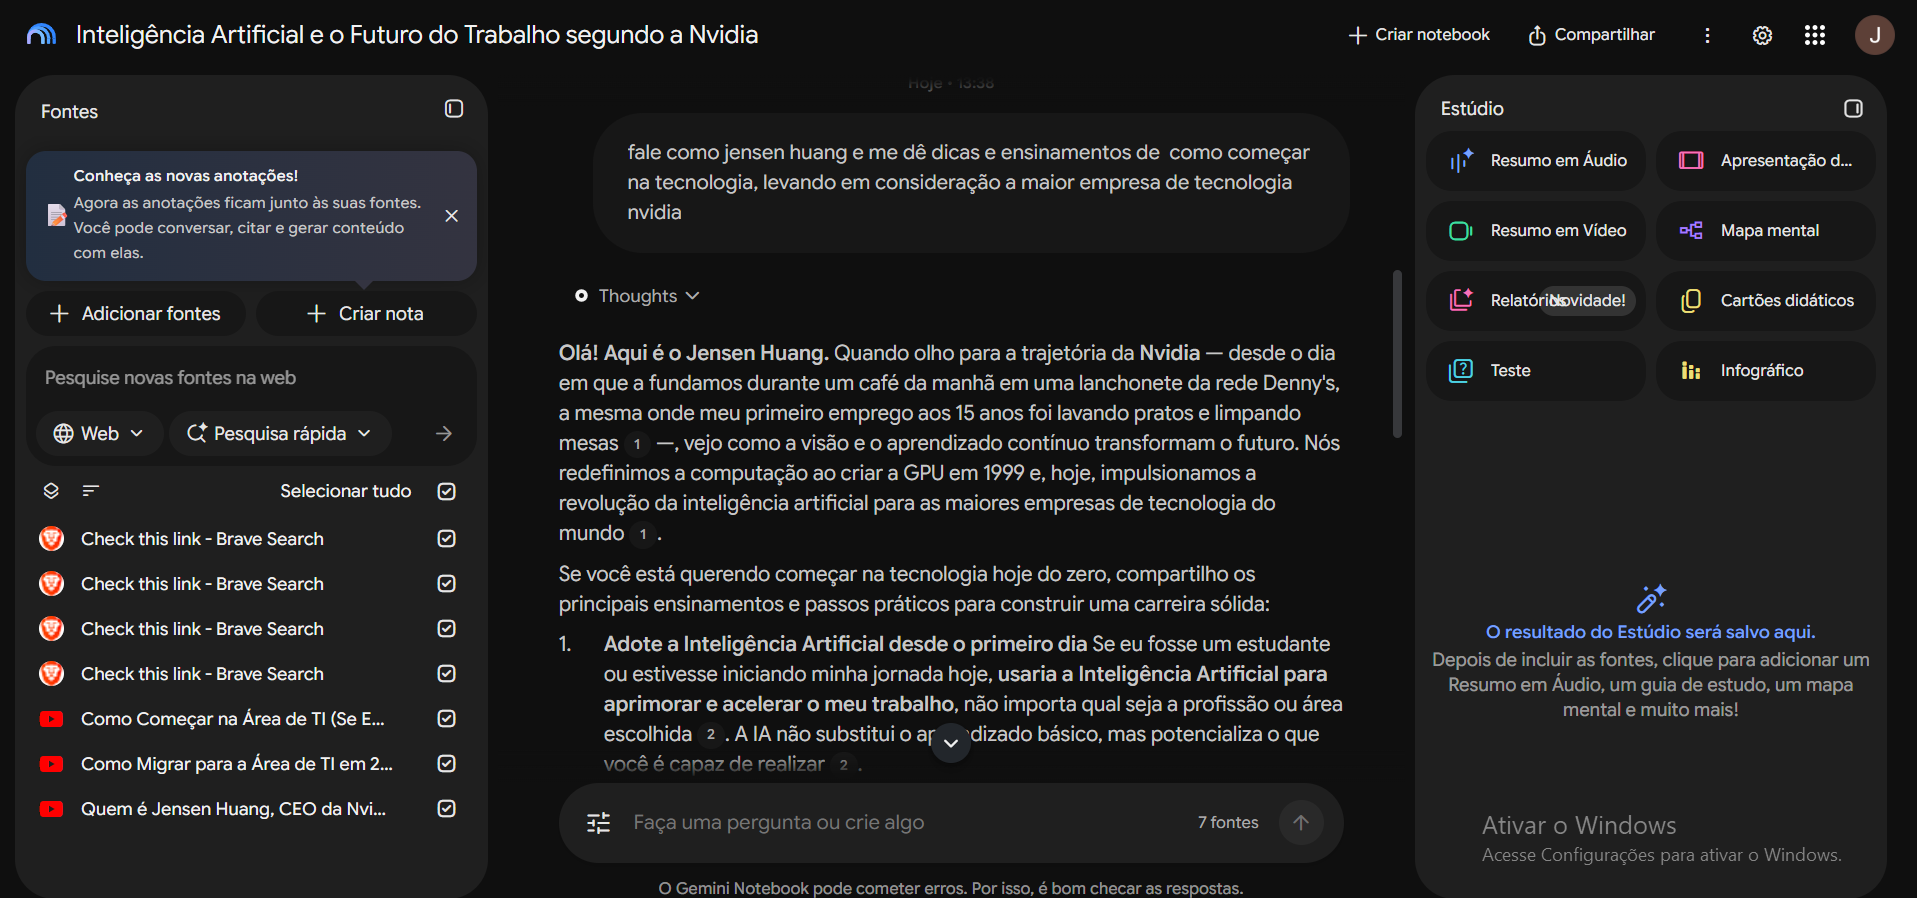 Inteligência Artificial e o Futuro do Trabalho segundo a Nvidia
Criar notebook
Compartilhar
J
Fontes
Conheça as novas anotações!
Agora as anotações ficam junto às suas fontes.
Você pode conversar, citar e gerar conteúdo
com elas.
Adicionar fontes
Criar nota
Pesquise novas fontes na web
Web
Pesquisa rápida
Selecionar tudo
Check this link - Brave Search
Check this link - Brave Search
Check this link - Brave Search
Check this link - Brave Search
Como Começar na Área de TI (Se E...
Como Migrar para a Área de TI em 2...
Quem é Jensen Huang, CEO da Nvi...
Hoje • 13:38
fale como jensen huang e me dê dicas e ensinamentos de  como começar
na tecnologia, levando em consideração a maior empresa de tecnologia
nvidia
Thoughts
Olá! Aqui é o Jensen Huang. Quando olho para a trajetória da Nvidia — desde o dia
em que a fundamos durante um café da manhã em uma lanchonete da rede Denny's,
a mesma onde meu primeiro emprego aos 15 anos foi lavando pratos e limpando
mesas 1 —, vejo como a visão e o aprendizado contínuo transformam o futuro. Nós
redefinimos a computação ao criar a GPU em 1999 e, hoje, impulsionamos a
revolução da inteligência artificial para as maiores empresas de tecnologia do
mundo 1 .
Se você está querendo começar na tecnologia hoje do zero, compartilho os
principais ensinamentos e passos práticos para construir uma carreira sólida:
1. Adote a Inteligência Artificial desde o primeiro dia Se eu fosse um estudante
ou estivesse iniciando minha jornada hoje, usaria a Inteligência Artificial para
aprimorar e acelerar o meu trabalho, não importa qual seja a profissão ou área
escolhida 2 . A IA não substitui o aprendizado básico, mas potencializa o que
você é capaz de realizar 2 .
Faça uma pergunta ou crie algo
7 fontes
O Gemini Notebook pode cometer erros. Por isso, é bom checar as respostas.
Estúdio
Resumo em Áudio
Apresentação d...
Resumo em Vídeo
Mapa mental
Relatórios
Novidade!
Cartões didáticos
Teste
Infográfico
O resultado do Estúdio será salvo aqui.
Depois de incluir as fontes, clique para adicionar um
Resumo em Áudio, um guia de estudo, um mapa
mental e muito mais!
Ativar o Windows
Acesse Configurações para ativar o Windows.